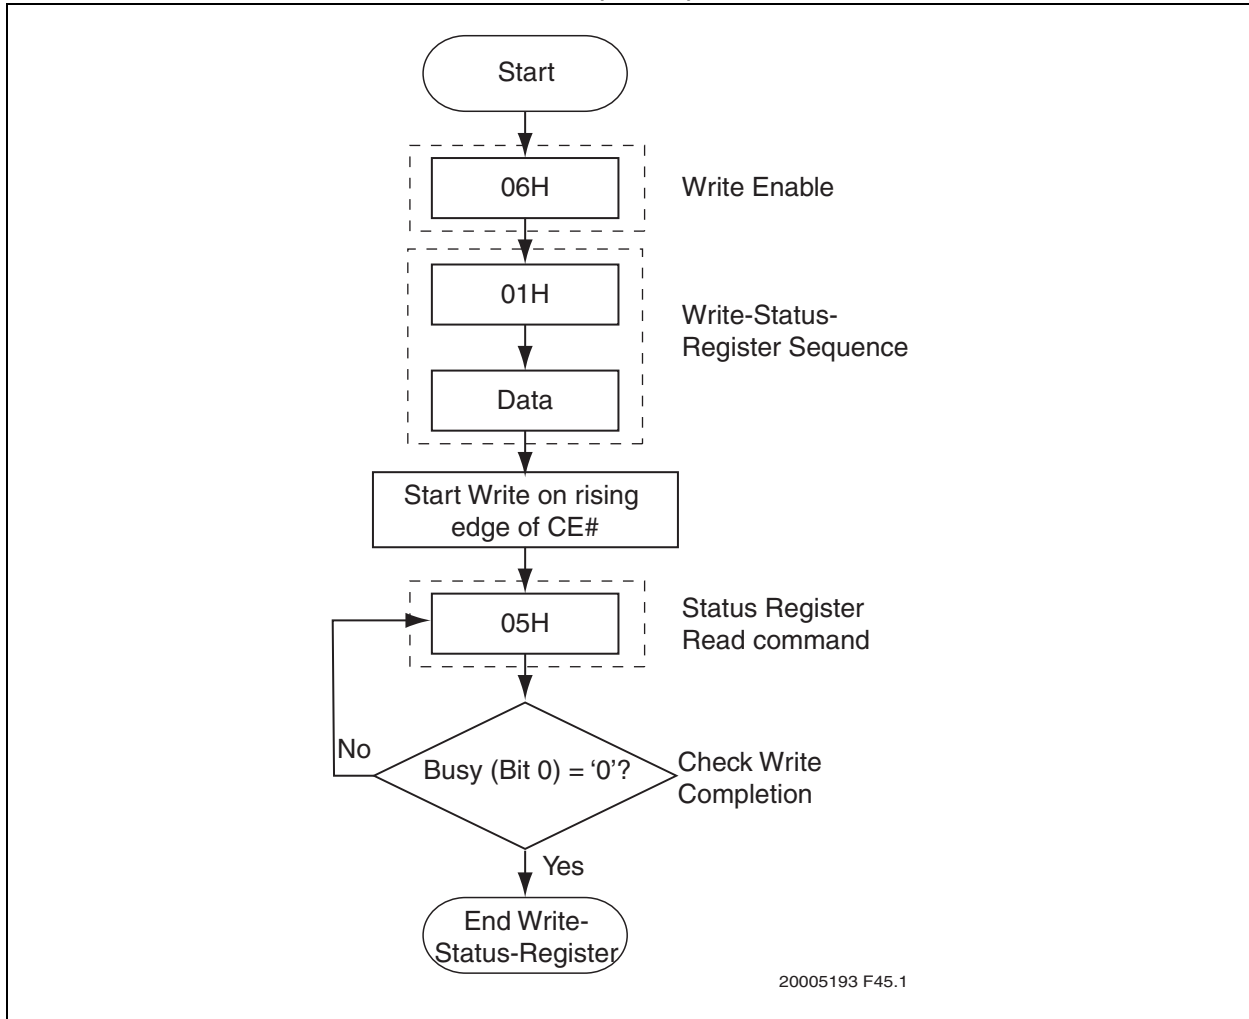 Start
06H
Write Enable
01H
Write-Status-
Register Sequence
Data
Start Write on rising
edge of CE#
05H
Status Register
Read command
No
Busy (Bit 0) = ‘0’?
Check Write
Completion
Yes
End Write-
Status-Register
20005193 F45.1